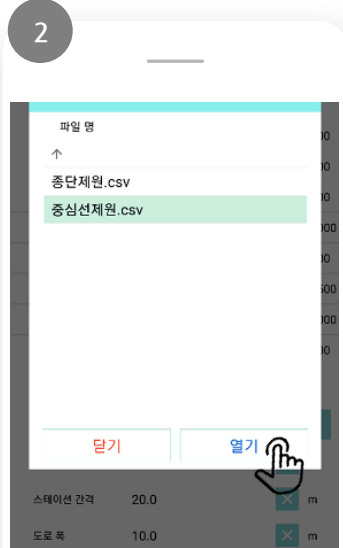 2
파일 명
↑
종단제원.csv
중심선제원.csv
닫기
열기
스테이션 간격 20.0 × m
도로 폭 10.0 × m